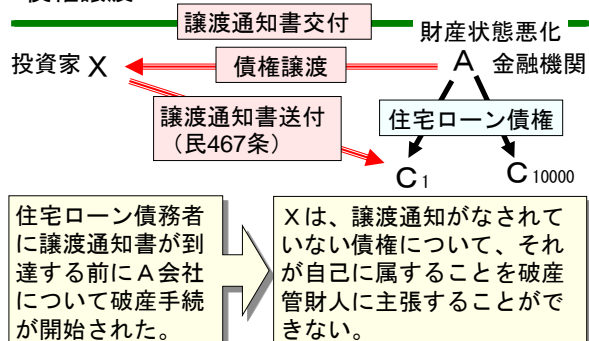 譲渡通知書交付
財産状態悪化
投資家 X
債権譲渡
A 金融機関
譲渡通知書送付
（民467条）
住宅ローン債権
C1
C10000
住宅ローン債務者
に譲渡通知書が到
達する前にA会社
について破産手続
が開始された。
Xは、譲渡通知がなされて
いない債権について、それ
が自己に属することを破産
管財人に主張することがで
きない。